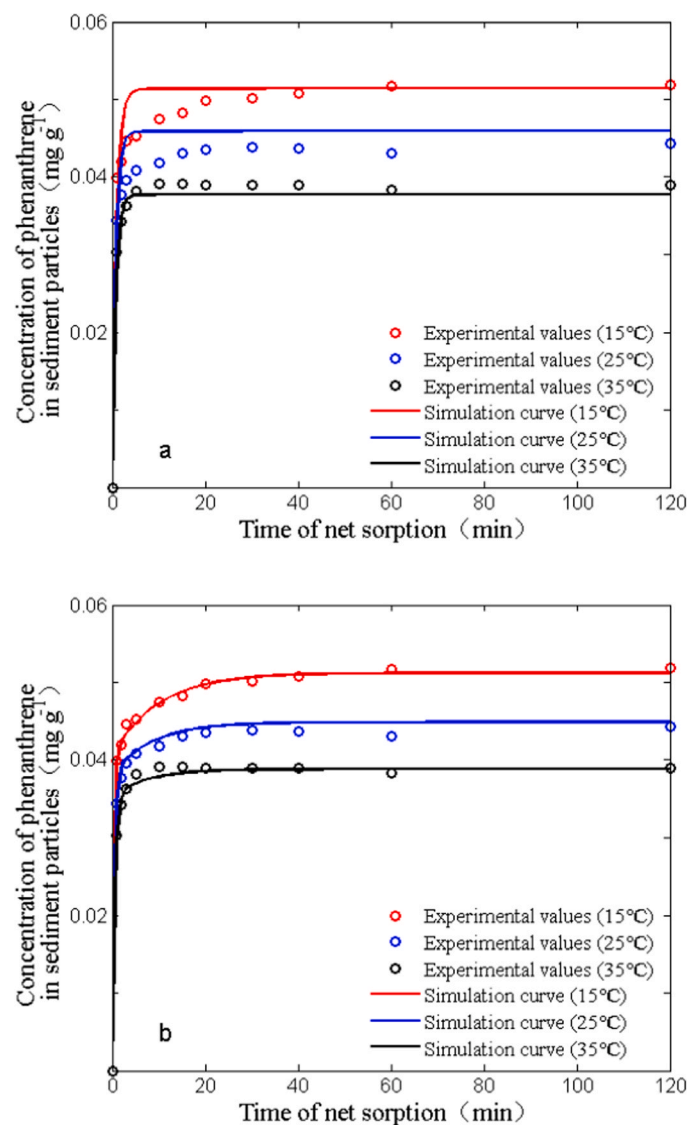 0.06
0.04
0.02
0
Concentration of phenanthrene
in sediment particles（mg g-1）
Experimental values (15℃)
Experimental values (25℃)
Experimental values (35℃)
Simulation curve (15℃)
Simulation curve (25℃)
Simulation curve (35℃)
a
0 20 40 60 80 100 120
Time of net sorption（min）
0.06
0.04
0.02
0
Concentration of phenanthrene
in sediment particles（mg g-1）
Experimental values (15℃)
Experimental values (25℃)
Experimental values (35℃)
Simulation curve (15℃)
Simulation curve (25℃)
Simulation curve (35℃)
b
0 20 40 60 80 100 120
Time of net sorption（min）